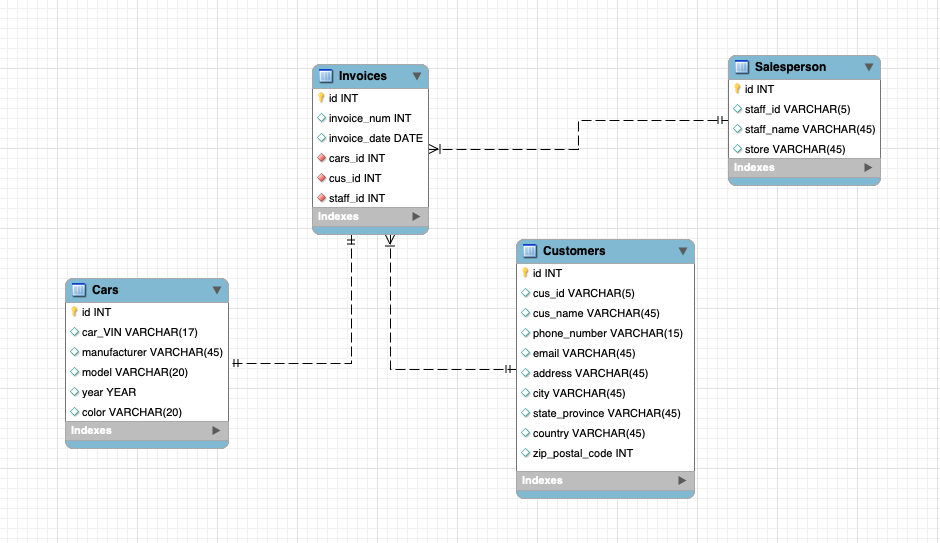 Invoices
id INT
invoice_num INT
invoice_date DATE
cars_id INT
cus_id INT
staff_id INT
Indexes
Salesperson
id INT
staff_id VARCHAR(5)
staff_name VARCHAR(45)
store VARCHAR(45)
Indexes
Cars
id INT
car_VIN VARCHAR(17)
manufacturer VARCHAR(45)
model VARCHAR(20)
year YEAR
color VARCHAR(20)
Indexes
Customers
id INT
cus_id VARCHAR(5)
cus_name VARCHAR(45)
phone_number VARCHAR(15)
email VARCHAR(45)
address VARCHAR(45)
city VARCHAR(45)
state_province VARCHAR(45)
country VARCHAR(45)
zip_postal_code INT
Indexes